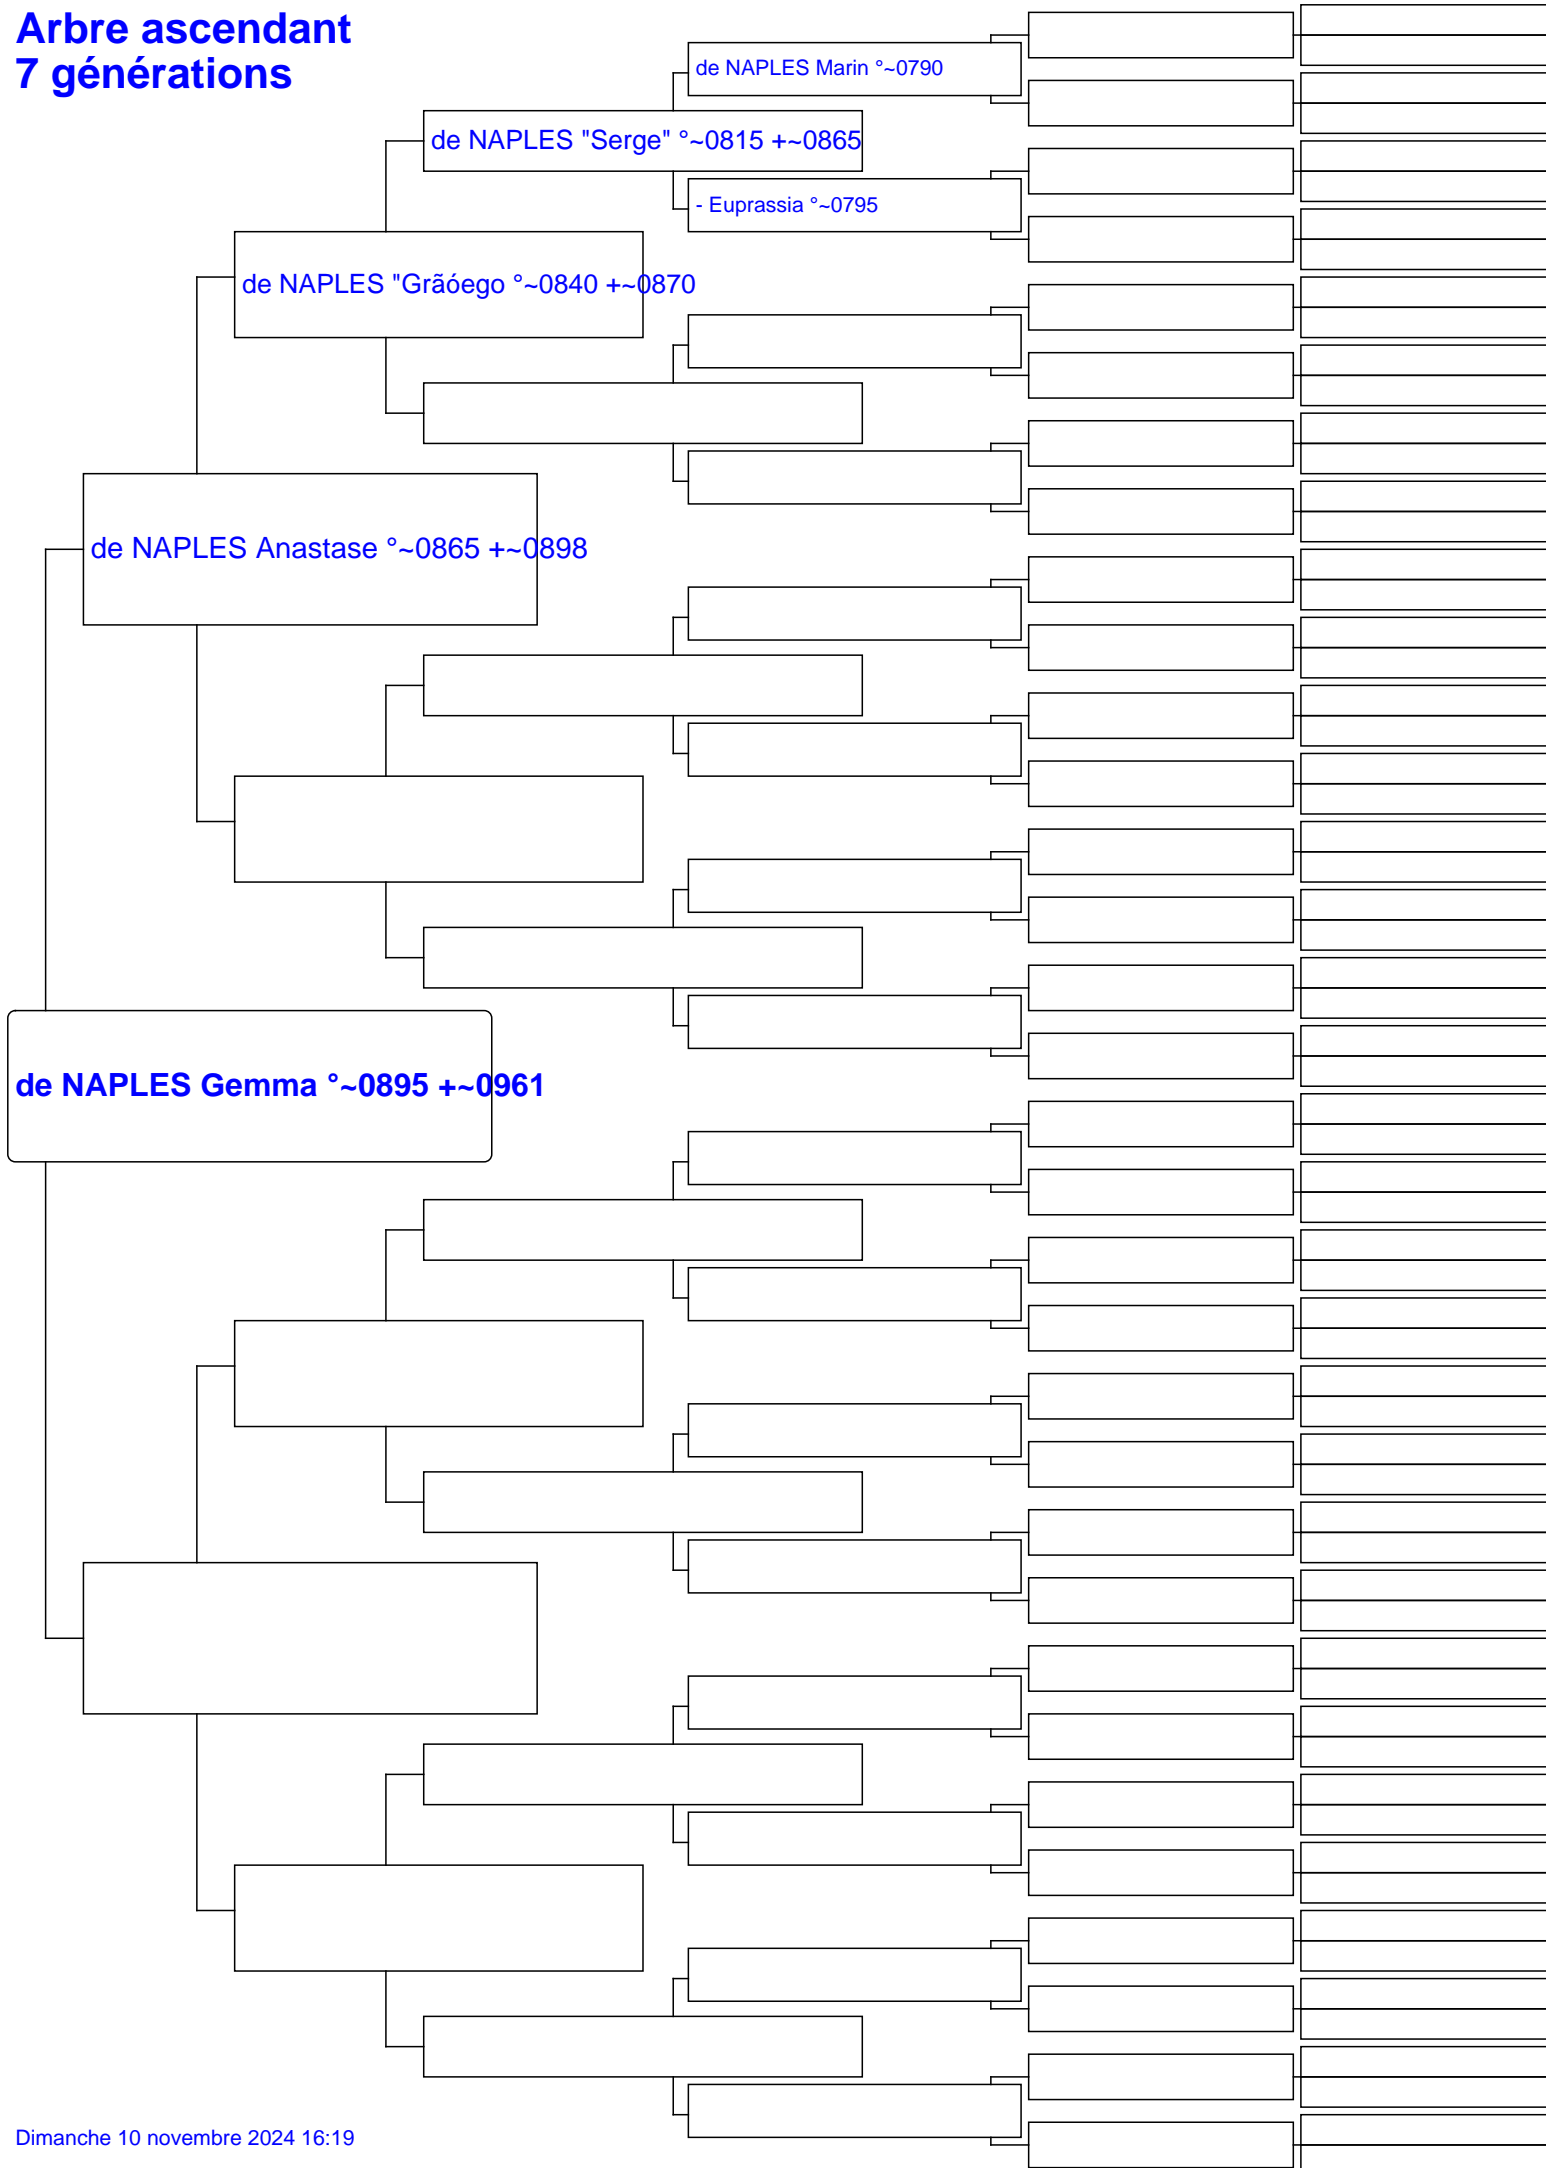 Arbre ascendant
7 générations
de NAPLES Marin °~0790
de NAPLES "Serge" °~0815 +~0865
- Euprassia °~0795
de NAPLES "Grãóego °~0840 +~0870
de NAPLES Anastase °~0865 +~0898
de NAPLES Gemma °~0895 +~0961
Dimanche 10 novembre 2024 16:19